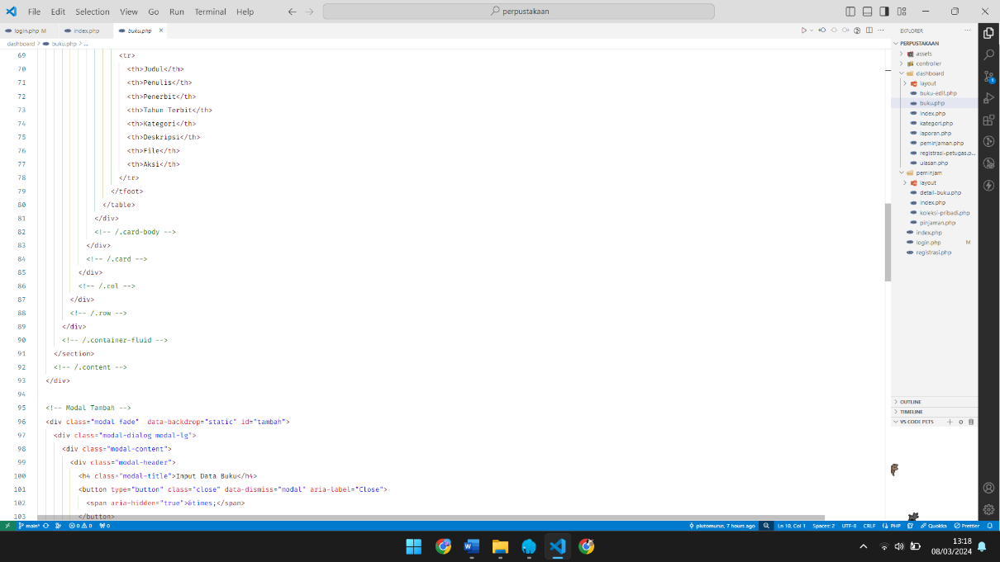 File Edit Selection View Go Run Terminal Help
perpustakaan
login.php M
index.php
buku.php
dashboard > buku.php > ...
69 <tr>
70 <th>Judul</th>
71 <th>Penulis</th>
72 <th>Penerbit</th>
73 <th>Tahun Terbit</th>
74 <th>Kategori</th>
75 <th>Deskripsi</th>
76 <th>File</th>
77 <th>Aksi</th>
78 </tr>
79 </tfoot>
80 </table>
81 </div>
82 <!-- /.card-body -->
83 </div>
84 <!-- /.card -->
85 </div>
86 <!-- /.col -->
87 </div>
88 <!-- /.row -->
89 </div>
90 <!-- /.container-fluid -->
91 </section>
92 <!-- /.content -->
93 </div>
94
95 <!-- Modal Tambah -->
96 <div class="modal fade"  data-backdrop="static" id="tambah">
97 <div class="modal-dialog modal-lg">
98 <div class="modal-content">
99 <div class="modal-header">
100 <h4 class="modal-title">Input Data Buku</h4>
101 <button type="button" class="close" data-dismiss="modal" aria-label="Close">
102 <span aria-hidden="true">&times;</span>
103 </button>
EXPLORER
PERPUSTAKAAN
assets
controller
dashboard
layout
buku-edit.php
buku.php
index.php
kategori.php
laporan.php
peminjaman.php
registrasi-petugas.p...
ulasan.php
peminjam
layout
detail-buku.php
index.php
koleksi-pribadi.php
pinjaman.php
index.php
login.php M
registrasi.php
OUTLINE
TIMELINE
VS CODE PETS
main* 0 0 0
plutomarus, 7 hours ago Ln 10, Col 1 Spaces: 2 UTF-8 CRLF PHP Quokka Prettier
13:18
08/03/2024